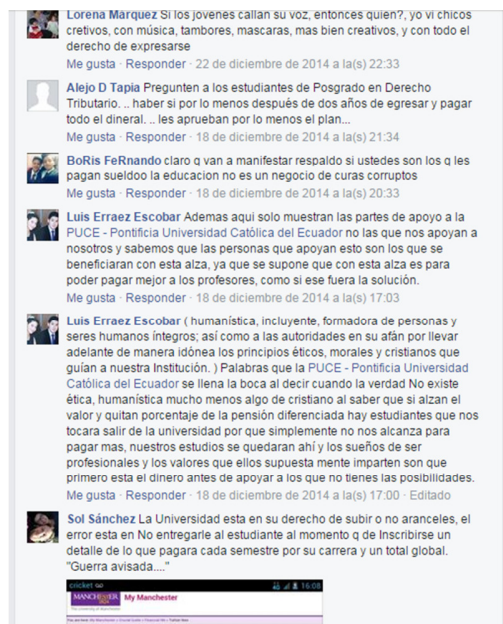 Lorena Márquez Si los jovenes callan su voz, entonces quien?, yo vi chicos
cretivos, con música, tambores, mascaras, mas bien creativos, y con todo el
derecho de expresarse
Me gusta · Responder · 22 de diciembre de 2014 a la(s) 22:33
Alejo D Tapia Pregunten a los estudiantes de Posgrado en Derecho
Tributario. .. haber si por lo menos después de dos años de egresar y pagar
todo el dineral. .. les aprueban por lo menos el plan...
Me gusta · Responder · 18 de diciembre de 2014 a la(s) 21:34
BoRis FeRnando claro q van a manifestar respaldo si ustedes son los q les
pagan sueldoo la educacion no es un negocio de curas corruptos
Me gusta · Responder · 18 de diciembre de 2014 a la(s) 20:33
Luis Erraez Escobar Ademas aqui solo muestran las partes de apoyo a la
PUCE - Pontificia Universidad Católica del Ecuador no las que nos apoyan a
nosotros y sabemos que las personas que apoyan esto son los que se
beneficiaran con esta alza, ya que se supone que con esta alza es para
poder pagar mejor a los profesores, como si ese fuera la solución.
Me gusta · Responder · 18 de diciembre de 2014 a la(s) 17:03
Luis Erraez Escobar ( humanística, incluyente, formadora de personas y
seres humanos íntegros; así como a las autoridades en su afán por llevar
adelante de manera idónea los principios éticos, morales y cristianos que
guían a nuestra Institución. ) Palabras que la PUCE - Pontificia Universidad
Católica del Ecuador se llena la boca al decir cuando la verdad No existe
ética, humanística mucho menos algo de cristiano al saber que si alzan el
valor y quitan porcentaje de la pensión diferenciada hay estudiantes que nos
tocara salir de la universidad por que simplemente no nos alcanza para
pagar mas, nuestros estudios se quedaran ahí y los sueños de ser
profesionales y los valores que ellos supuesta mente imparten son que
primero esta el dinero antes de apoyar a los que no tienes las posibilidades.
Me gusta · Responder · 18 de diciembre de 2014 a la(s) 17:00 · Editado
Sol Sánchez La Universidad esta en su derecho de subir o no aranceles, el
error esta en No entregarle al estudiante al momento q de Inscribirse un
detalle de lo que pagara cada semestre por su carrera y un total global.
"Guerra avisada...."
cricket 16:08
MANCHESTER My Manchester